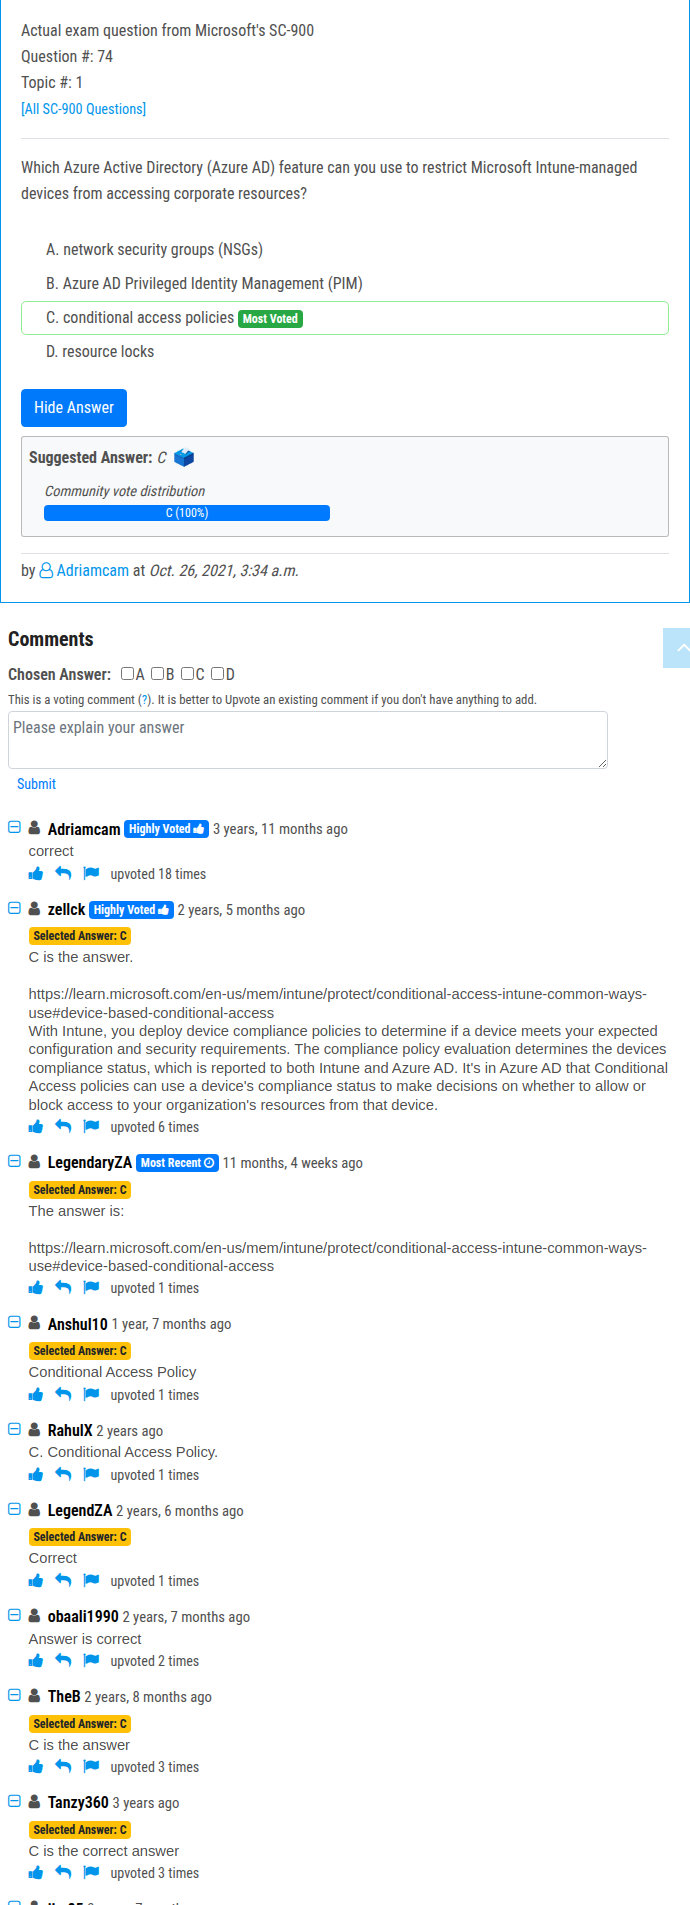 Actual exam question from Microsoft's SC-900
Question #: 74
Topic #: 1
[All SC-900 Questions]
Which Azure Active Directory (Azure AD) feature can you use to restrict Microsoft Intune-managed
devices from accessing corporate resources?
A. network security groups (NSGs)
B. Azure AD Privileged Identity Management (PIM)
C. conditional access policies Most Voted
D. resource locks
Hide Answer
Suggested Answer: C
Community vote distribution
C (100%)
by Adriamcam at Oct. 26, 2021, 3:34 a.m.
Comments
Chosen Answer: A B C D
This is a voting comment (?). It is better to Upvote an existing comment if you don't have anything to add.
Please explain your answer
Submit
Adriamcam Highly Voted 3 years, 11 months ago
correct
upvoted 18 times
zellck Highly Voted 2 years, 5 months ago
Selected Answer: C
C is the answer.
https://learn.microsoft.com/en-us/mem/intune/protect/conditional-access-intune-common-ways-
use#device-based-conditional-access
With Intune, you deploy device compliance policies to determine if a device meets your expected
configuration and security requirements. The compliance policy evaluation determines the devices
compliance status, which is reported to both Intune and Azure AD. It's in Azure AD that Conditional
Access policies can use a device's compliance status to make decisions on whether to allow or
block access to your organization's resources from that device.
upvoted 6 times
LegendaryZA Most Recent 11 months, 4 weeks ago
Selected Answer: C
The answer is:
https://learn.microsoft.com/en-us/mem/intune/protect/conditional-access-intune-common-ways-
use#device-based-conditional-access
upvoted 1 times
Anshul10 1 year, 7 months ago
Selected Answer: C
Conditional Access Policy
upvoted 1 times
RahulX 2 years ago
C. Conditional Access Policy.
upvoted 1 times
LegendZA 2 years, 6 months ago
Selected Answer: C
Correct
upvoted 1 times
obaali1990 2 years, 7 months ago
Answer is correct
upvoted 2 times
TheB 2 years, 8 months ago
Selected Answer: C
C is the answer
upvoted 3 times
Tanzy360 3 years ago
Selected Answer: C
C is the correct answer
upvoted 3 times